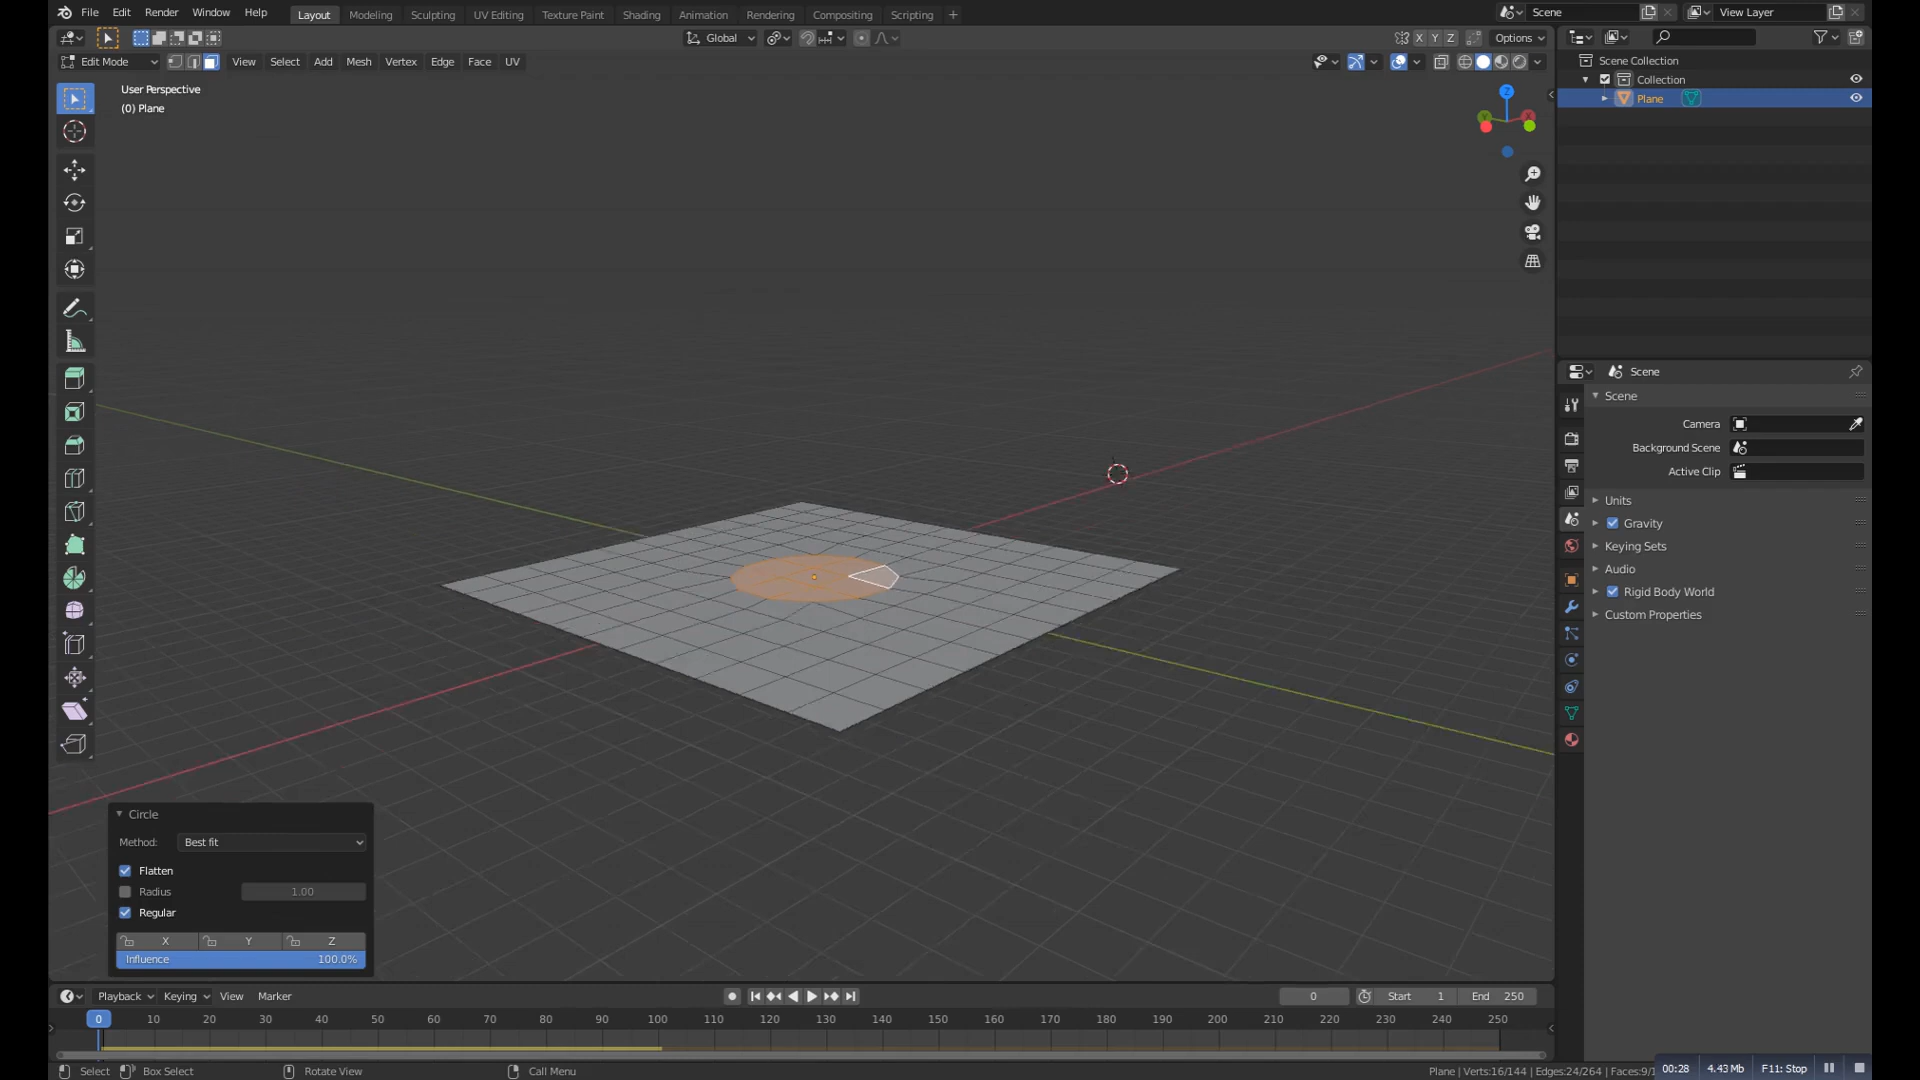 File Edit Render Window Help Layout Modeling Sculpting UV Editing Texture Paint Shading Animation Rendering Compositing Scripting + Scene View Layer
Global X Y Z Options
Edit Mode View Select Add Mesh Vertex Edge Face UV
Scene Collection
Collection
Plane
User Perspective
(0) Plane
Z
Scene
Scene
Camera
Background Scene
Active Clip
Units
Gravity
Keying Sets
Audio
Rigid Body World
Custom Properties
Circle
Method: Best fit
Flatten
Radius 1.00
Regular
X Y Z
Influence 100.0%
Playback Keying View Marker 0 Start 1 End 250
0 10 20 30 40 50 60 70 80 90 100 110 120 130 140 150 160 170 180 190 200 210 220 230 240 250
Select Box Select Rotate View Call Menu Plane | Verts:16/144 | Edges:24/264 | Faces:9/1 00:28 4.43 Mb F11: Stop